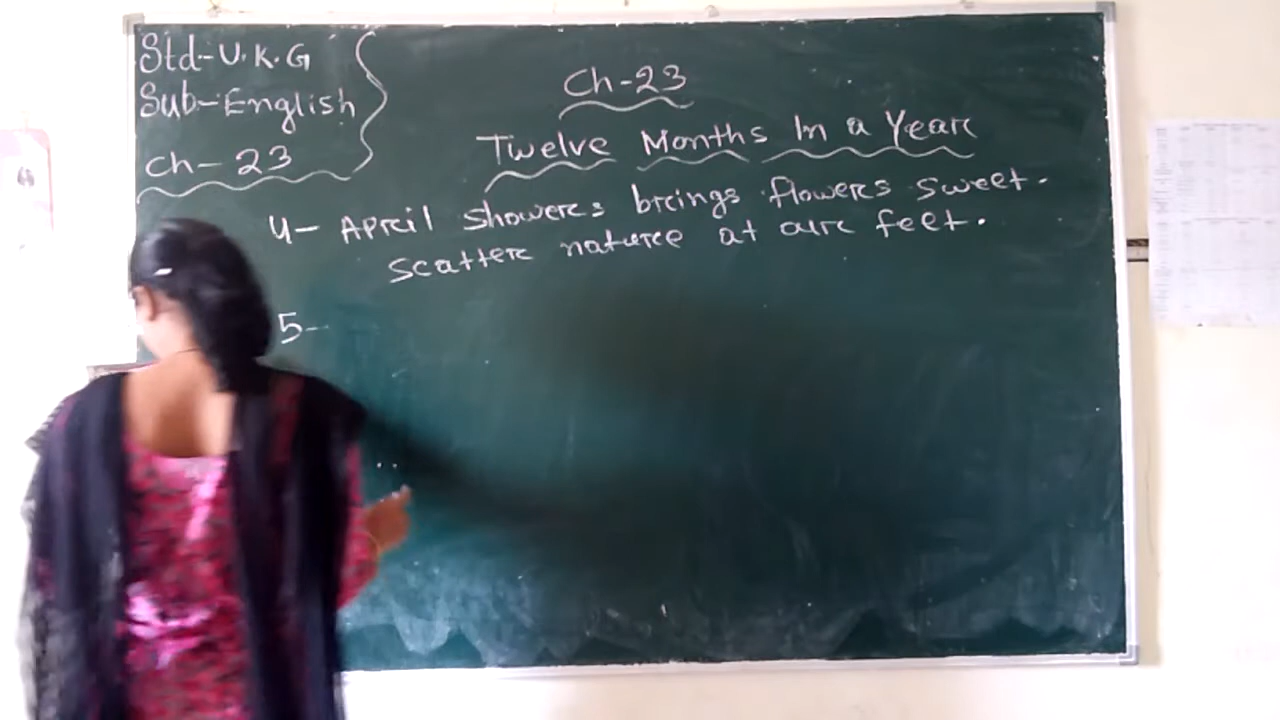 Std-U.K.G
Sub-English
Ch-23
Ch-23
Twelve Months In a Year
4- April showers brings flowers sweet.
scatter nature at our feet.
5-